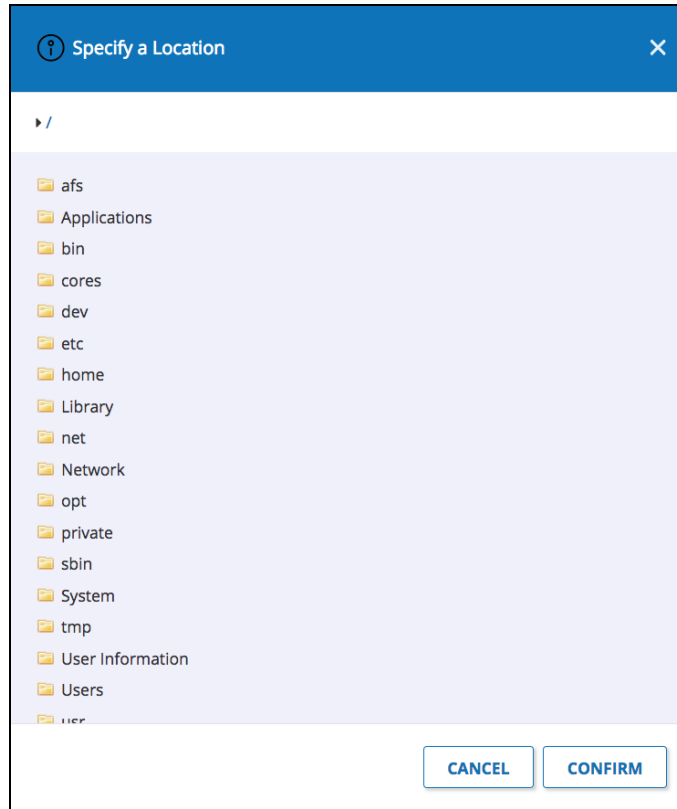 Specify a Location
/
afs
Applications
bin
cores
dev
etc
home
Library
net
Network
opt
private
sbin
System
tmp
User Information
Users
usr
CANCEL CONFIRM